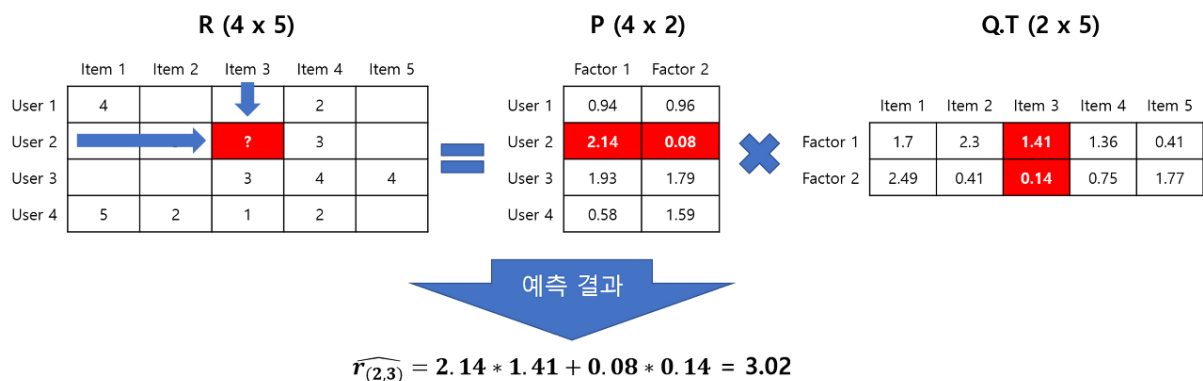 R (4 x 5)
P (4 x 2)
Q.T (2 x 5)
Item 1 Item 2 Item 3 Item 4 Item 5
User 1 4 2
User 2 ? 3
User 3 3 4 4
User 4 5 2 1 2
Factor 1 Factor 2
User 1 0.94 0.96
User 2 2.14 0.08
User 3 1.93 1.79
User 4 0.58 1.59
Item 1 Item 2 Item 3 Item 4 Item 5
Factor 1 1.7 2.3 1.41 1.36 0.41
Factor 2 2.49 0.41 0.14 0.75 1.77
예측 결과
r̂₍₂,₃₎ = 2.14 * 1.41 + 0.08 * 0.14 = 3.02